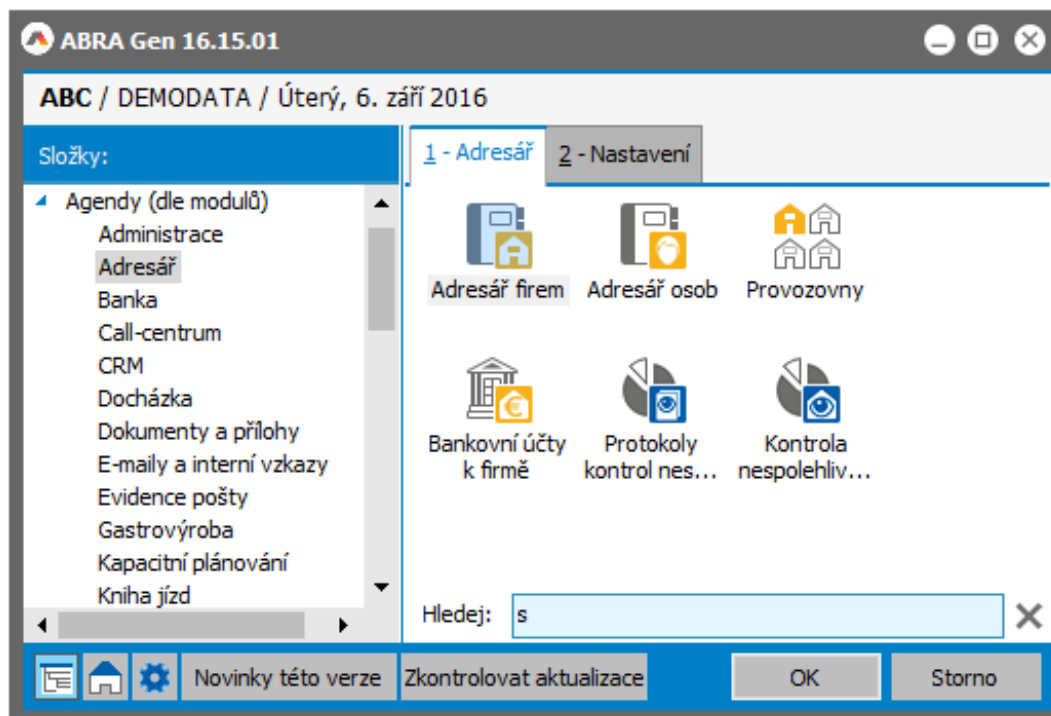 ABRA Gen 16.15.01
ABC / DEMODATA / Úterý, 6. září 2016
Složky:
Agendy (dle modulů)
Administrace
Adresář
Banka
Call-centrum
CRM
Docházka
Dokumenty a přílohy
E-maily a interní vzkazy
Evidence pošty
Gastrovýroba
Kapacitní plánování
Kniha jízd
1 - Adresář
2 - Nastavení
Adresář firem
Adresář osob
Provozovny
Bankovní účty
k firmě
Protokoly
kontrol nes...
Kontrola
nespolehliv...
Hledej: s
Novinky této verze
Zkontrolovat aktualizace
OK
Storno